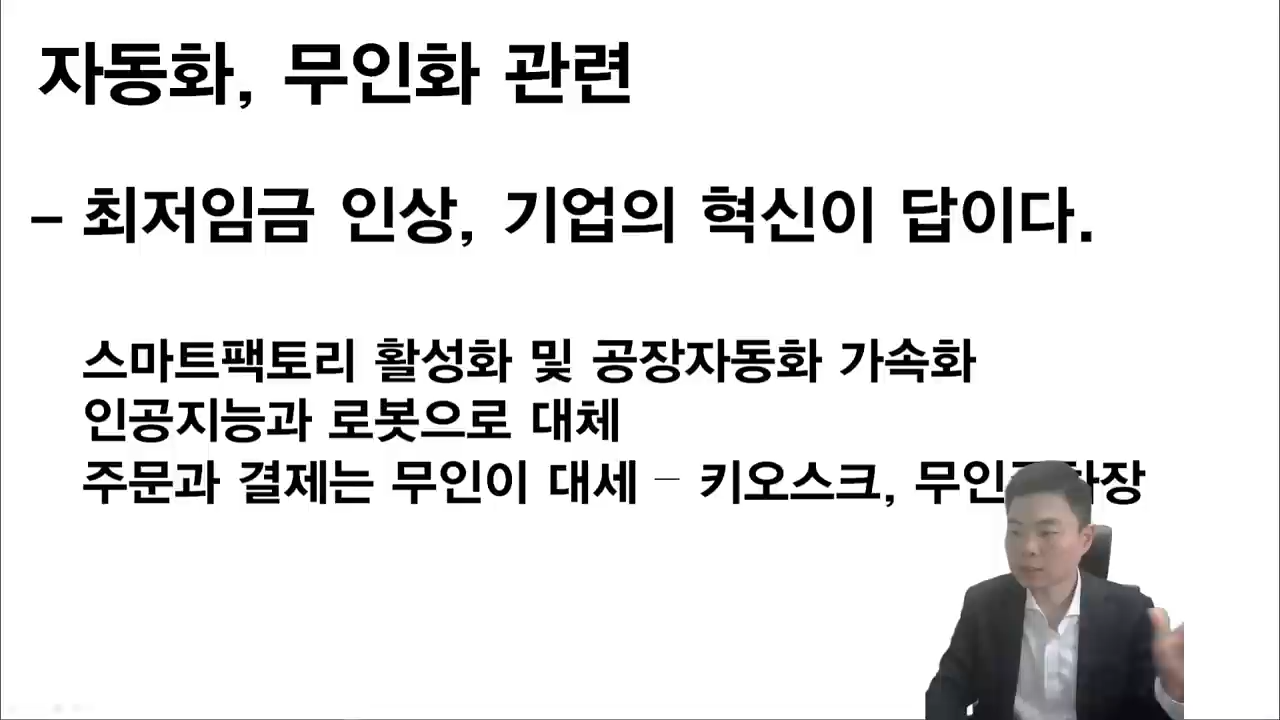 자동화, 무인화 관련
– 최저임금 인상, 기업의 혁신이 답이다.
스마트팩토리 활성화 및 공장자동화 가속화
인공지능과 로봇으로 대체
주문과 결제는 무인이 대세 – 키오스크,